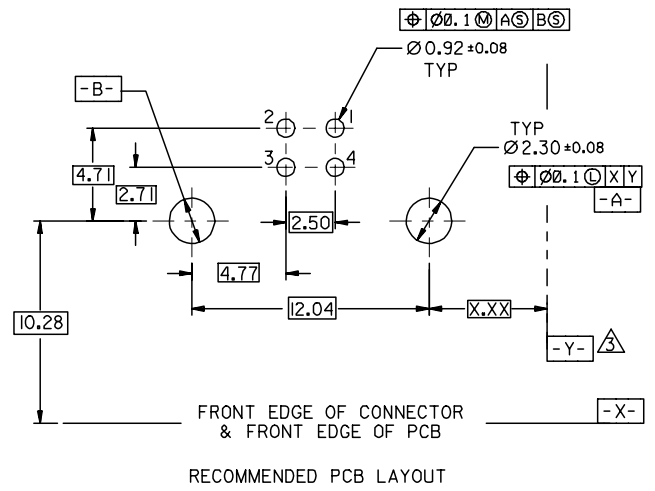 ⌖ Ø0.1 Ⓜ A Ⓢ B Ⓢ
Ø0.92 ±0.08
TYP
-B-
2 1
3 4
4.71
2.71
TYP
Ø2.30 ±0.08
⌖ Ø0.1 Ⓛ X Y
-A-
2.50
4.77
12.04
X.XX
10.28
-Y- 3
-X-
FRONT EDGE OF CONNECTOR
& FRONT EDGE OF PCB
RECOMMENDED PCB LAYOUT